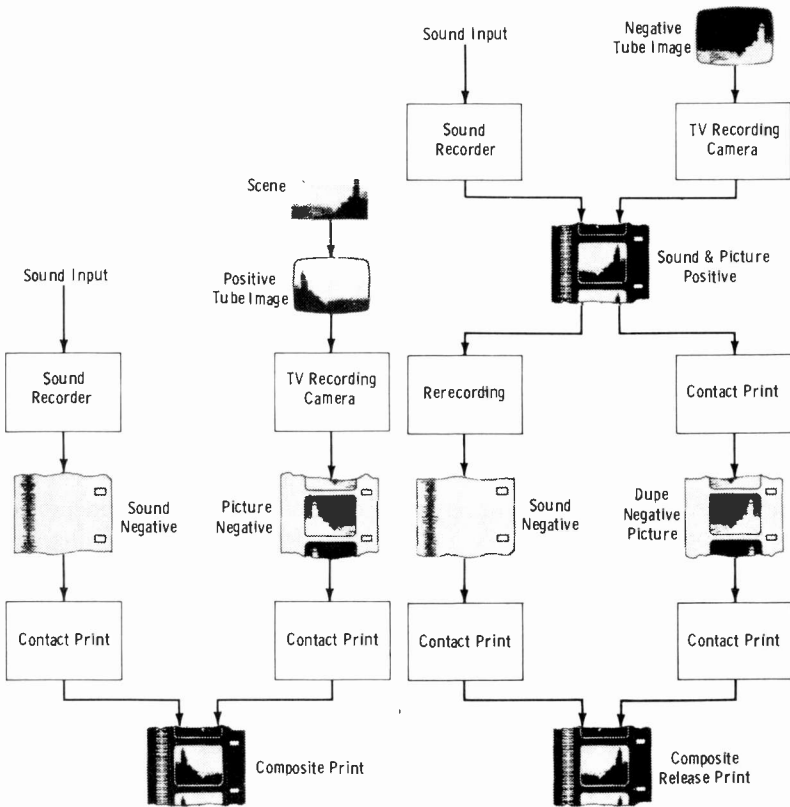 Sound Input
Sound
Recorder
Sound
Negative
Contact Print
Scene
Positive
Tube Image
TV Recording
Camera
Picture
Negative
Contact Print
Composite Print
Sound Input
Sound
Recorder
Negative
Tube Image
TV Recording
Camera
Sound & Picture
Positive
Rerecording
Sound
Negative
Contact Print
Contact Print
Dupe
Negative
Picture
Contact Print
Composite
Release Print